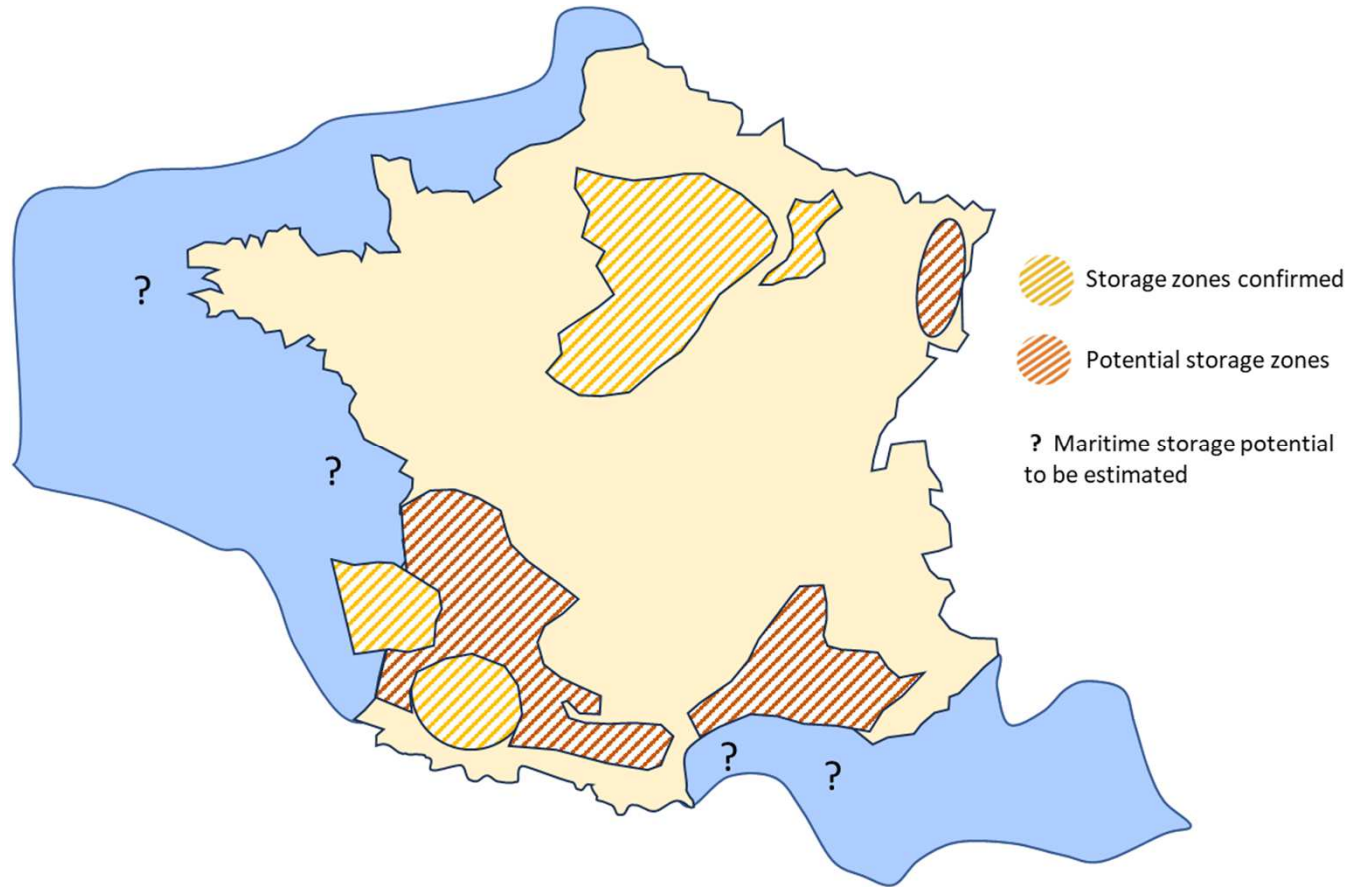 ?
?
?
?
Storage zones confirmed
Potential storage zones
? Maritime storage potential
to be estimated